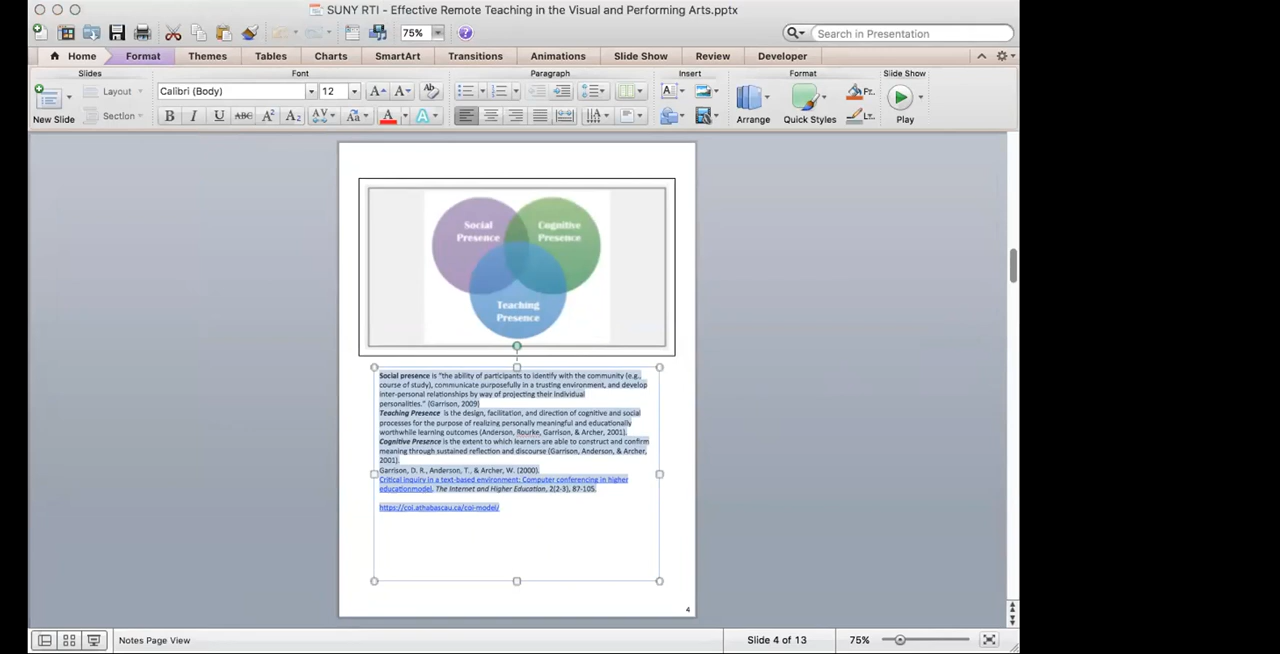 SUNY RTI - Effective Remote Teaching in the Visual and Performing Arts.pptx
75%
Search in Presentation
Home
Format
Themes
Tables
Charts
SmartArt
Transitions
Animations
Slide Show
Review
Developer
Slides
Font
Paragraph
Insert
Format
Slide Show
New Slide
Layout
Section
Calibri (Body)
12
Arrange
Quick Styles
Play
Social Presence
Cognitive Presence
Teaching Presence
Social presence is "the ability of participants to identify with the community (e.g.,
course of study), communicate purposefully in a trusting environment, and develop
inter-personal relationships by way of projecting their individual
personalities." (Garrison, 2009)
Teaching Presence is the design, facilitation, and direction of cognitive and social
processes for the purpose of realizing personally meaningful and educationally
worthwhile learning outcomes (Anderson, Rourke, Garrison, & Archer, 2001).
Cognitive Presence is the extent to which learners are able to construct and confirm
meaning through sustained reflection and discourse (Garrison, Anderson, & Archer,
2001).
Garrison, D. R., Anderson, T., & Archer, W. (2000).
Critical inquiry in a text-based environment: Computer conferencing in higher
educationmodel. The Internet and Higher Education, 2(2-3), 87-105.
https://coi.athabascau.ca/coi-model/
4
Notes Page View
Slide 4 of 13
75%